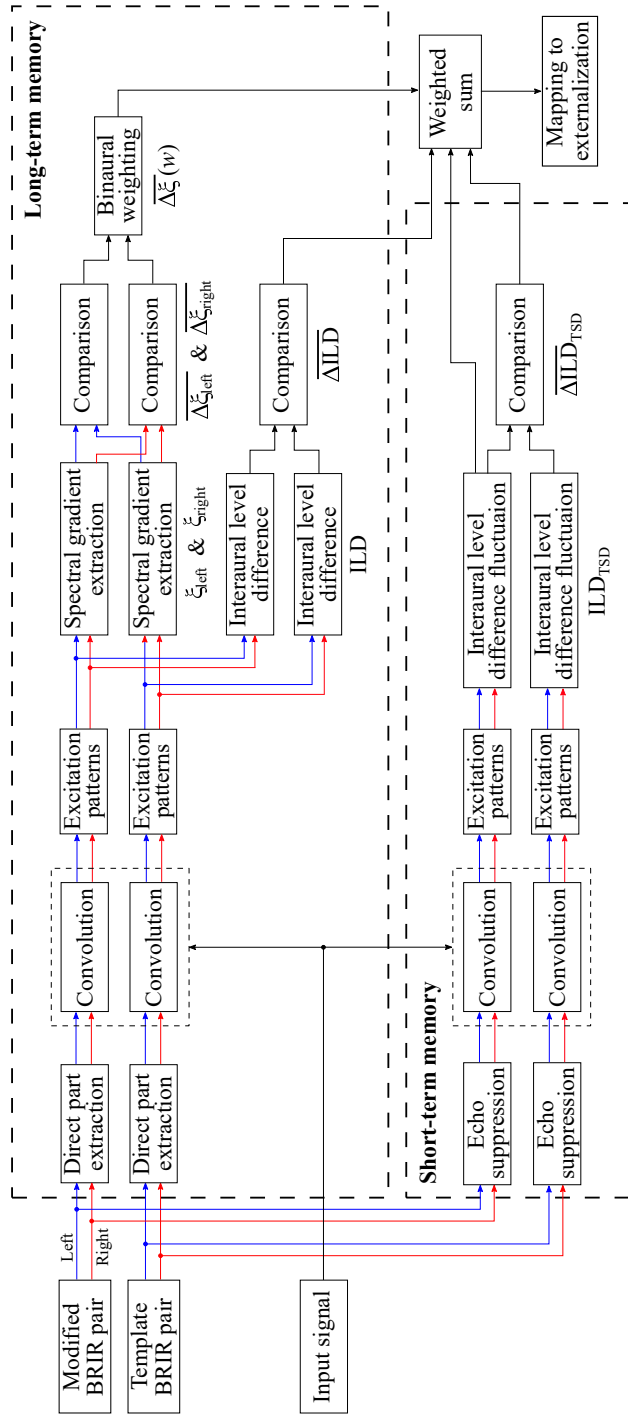 Modified
BRIR pair
Template
BRIR pair
Input signal
Left
Right
Long-term memory
Direct part
extraction
Direct part
extraction
Convolution
Convolution
Excitation
patterns
Excitation
patterns
Spectral gradient
extraction
Spectral gradient
extraction
ξleft & ξright
Interaural level
difference
Interaural level
difference
ILD
Comparison
Comparison
Δξleft & Δξright
Comparison
ΔILD
Binaural
weighting
Δξ (w)
Short-term memory
Echo
suppression
Echo
suppression
Convolution
Convolution
Excitation
patterns
Excitation
patterns
Interaural level
difference fluctuaion
Interaural level
difference fluctuaion
ILDTSD
Comparison
ΔILDTSD
Weighted
sum
Mapping to
externalization